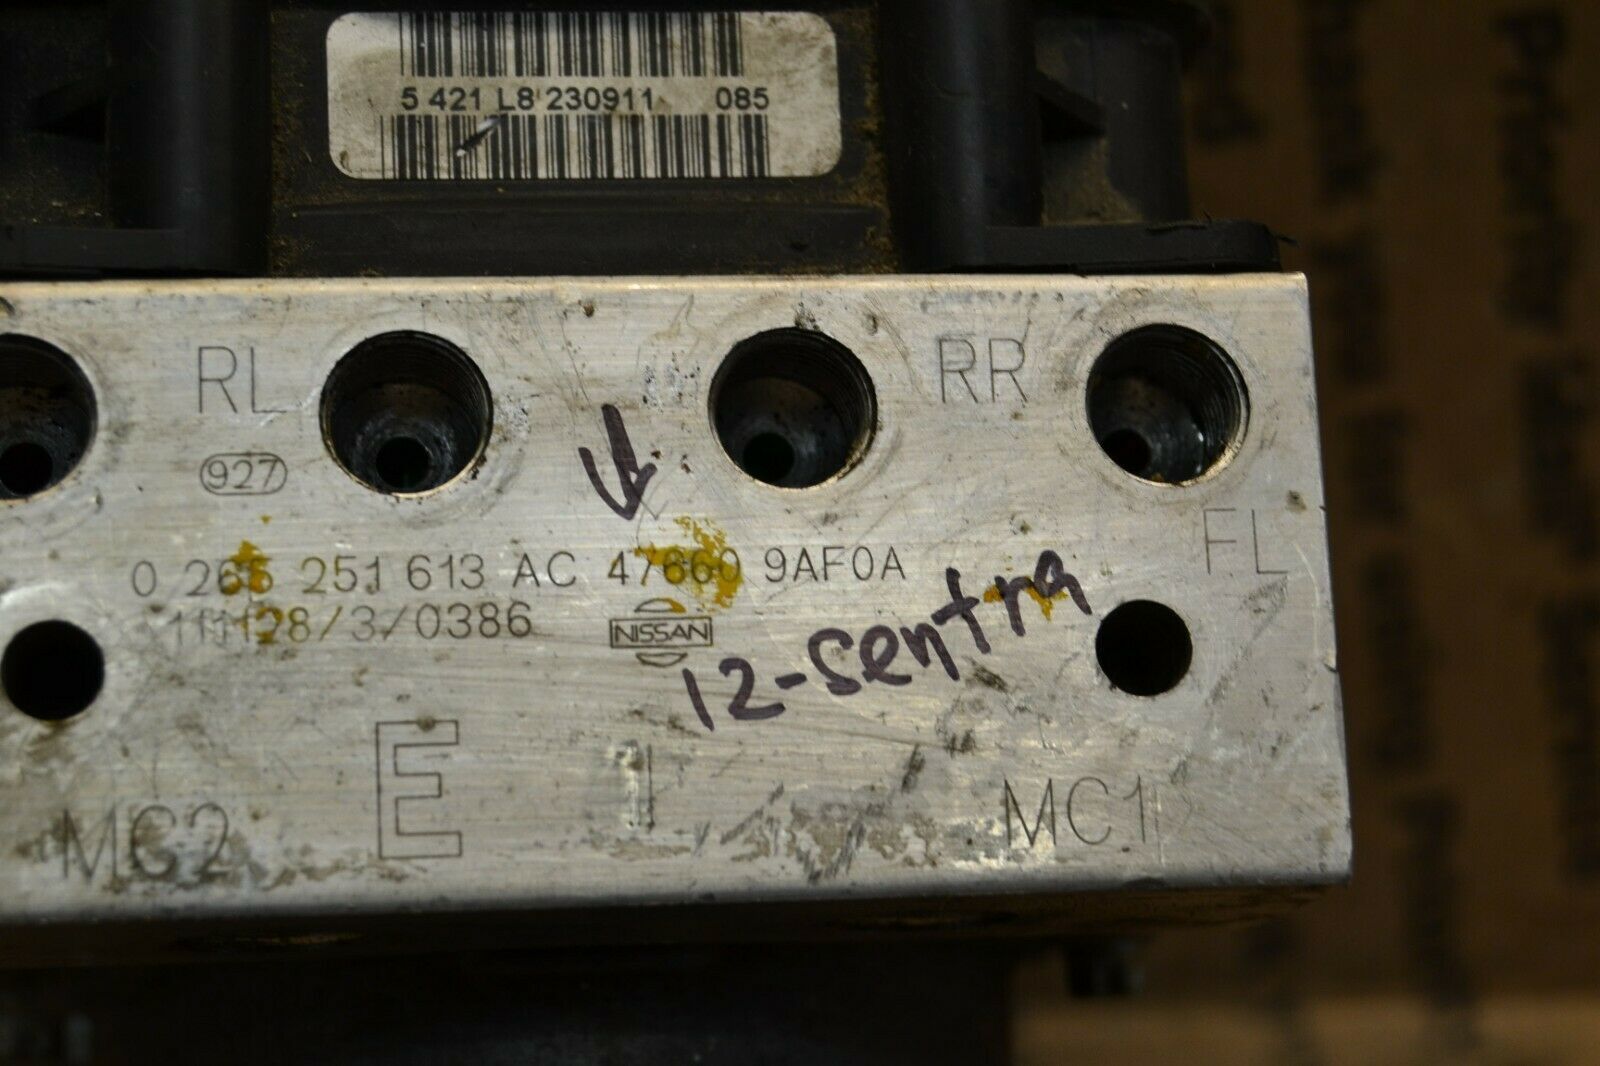 5 421 L8 230911 085
RL
RR
927
FL
0 265 251 613 AC 47660 9AF0A
111128/3/0386
NISSAN
12-sentra
E
MC2
MC1